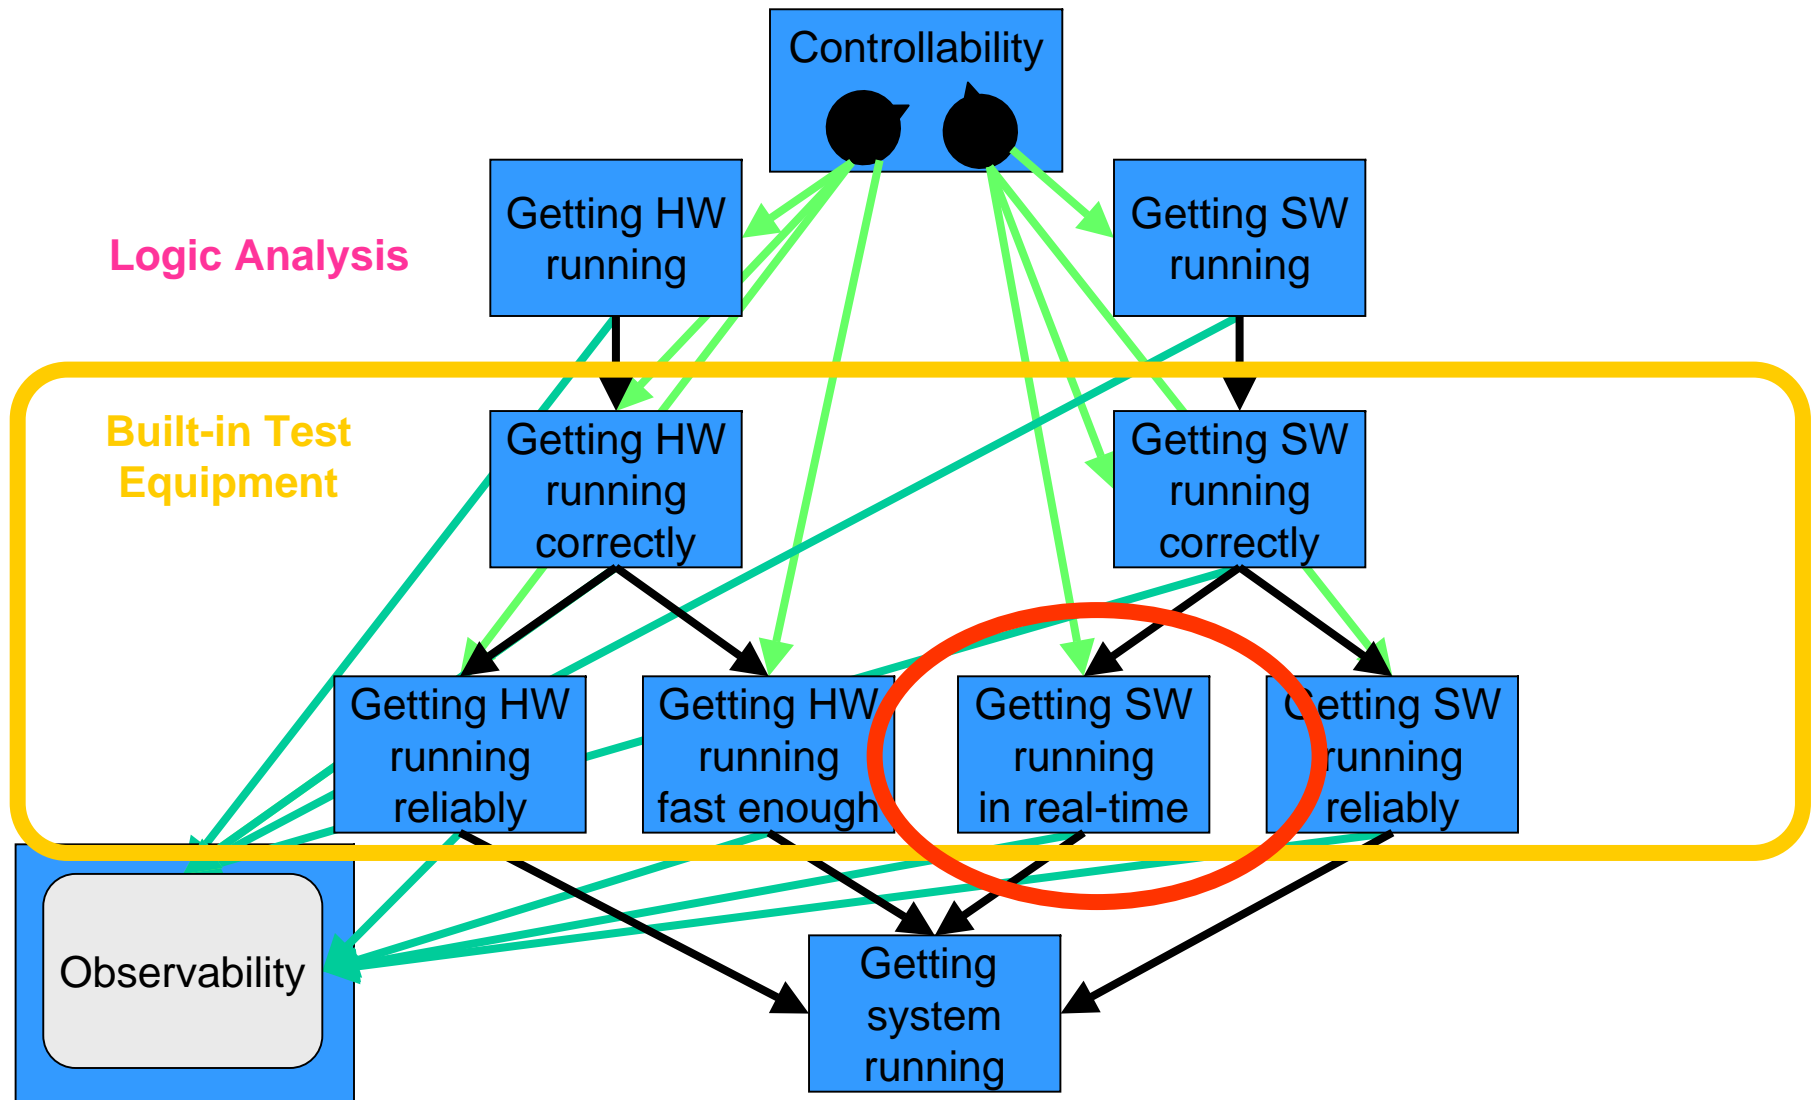 Controllability
Getting HW
running
Getting SW
running
Logic Analysis
Built-in Test
Equipment
Getting HW
running
correctly
Getting SW
running
correctly
Getting HW
running
reliably
Getting HW
running
fast enough
Getting SW
running
in real-time
Getting SW
running
reliably
Observability
Getting
system
running